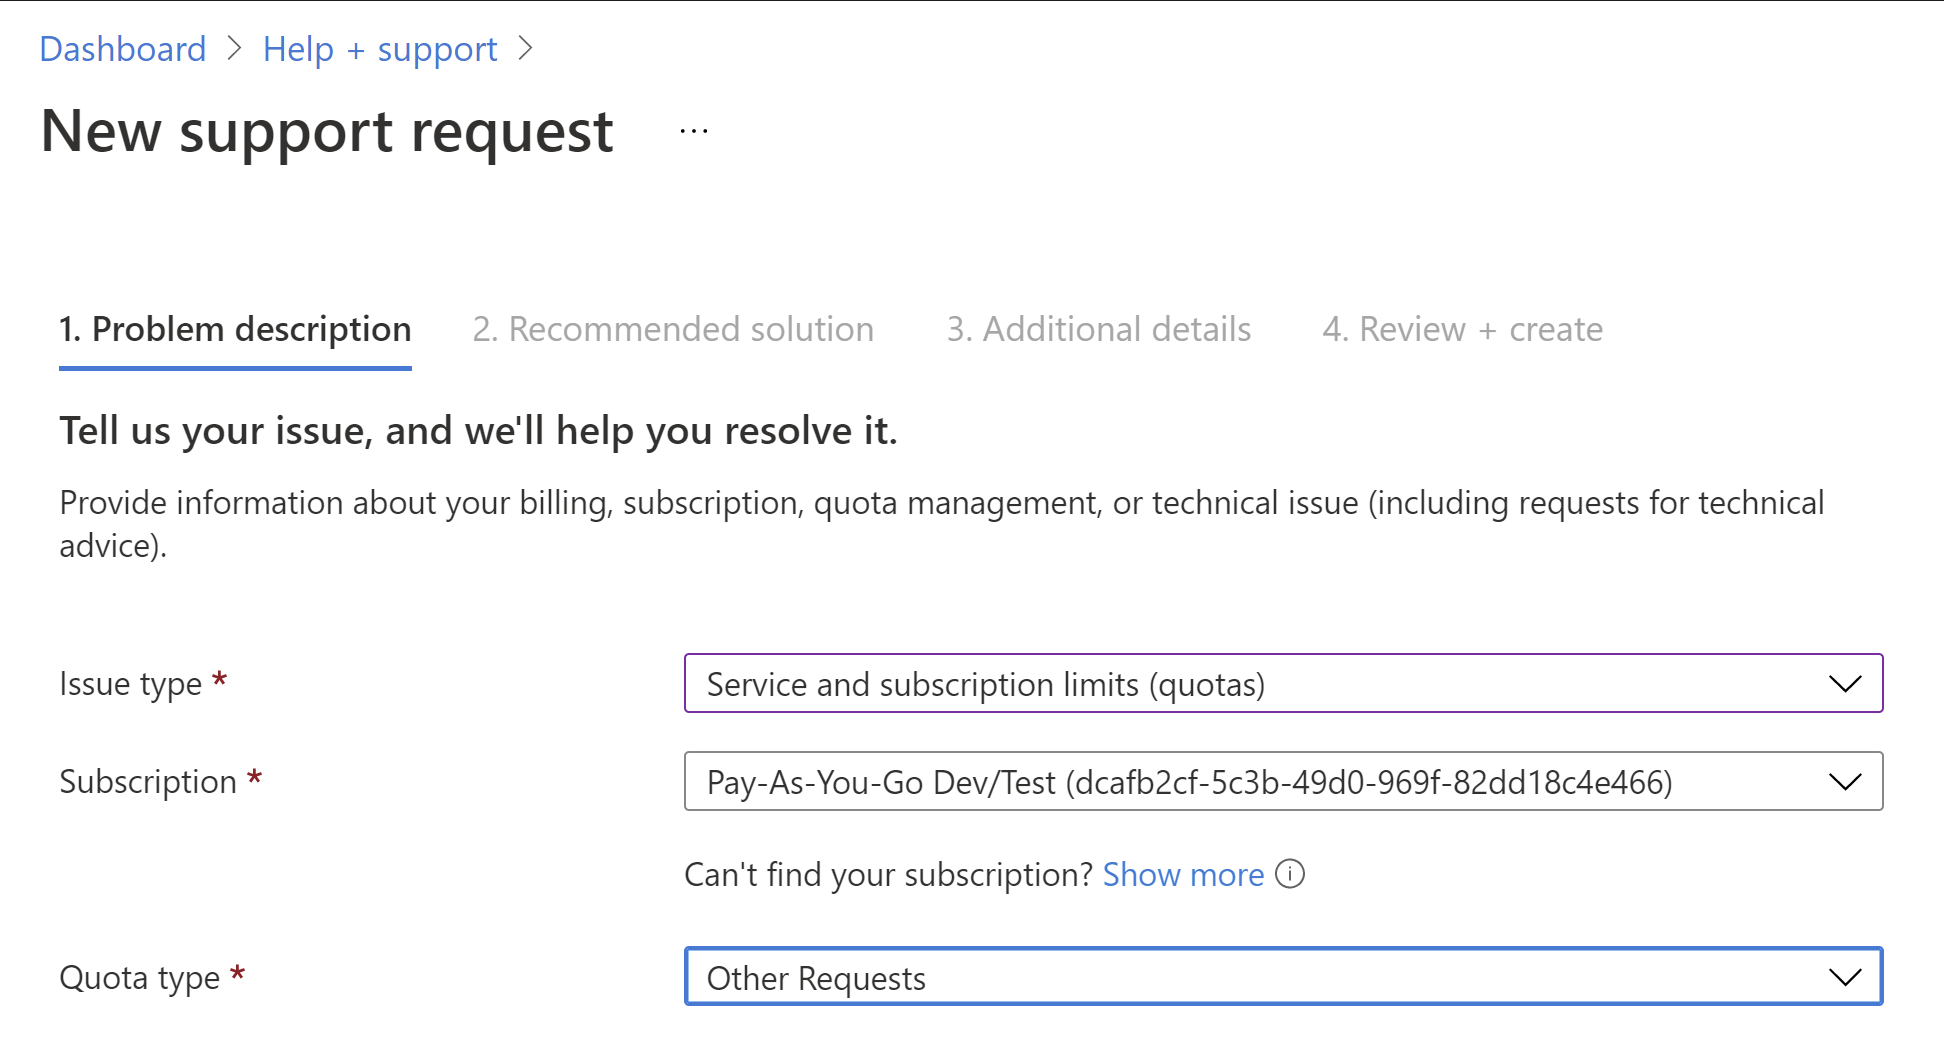 Dashboard > Help + support >
New support request ...
1. Problem description 2. Recommended solution 3. Additional details 4. Review + create
Tell us your issue, and we'll help you resolve it.
Provide information about your billing, subscription, quota management, or technical issue (including requests for technical
advice).
Issue type * Service and subscription limits (quotas)
Subscription * Pay-As-You-Go Dev/Test (dcafb2cf-5c3b-49d0-969f-82dd18c4e466)
Can't find your subscription? Show more
Quota type * Other Requests